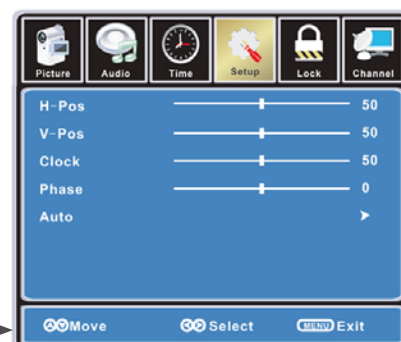 Picture Audio Time Setup Lock Channel
H-Pos 50
V-Pos 50
Clock 50
Phase 0
Auto
Move Select MENU Exit